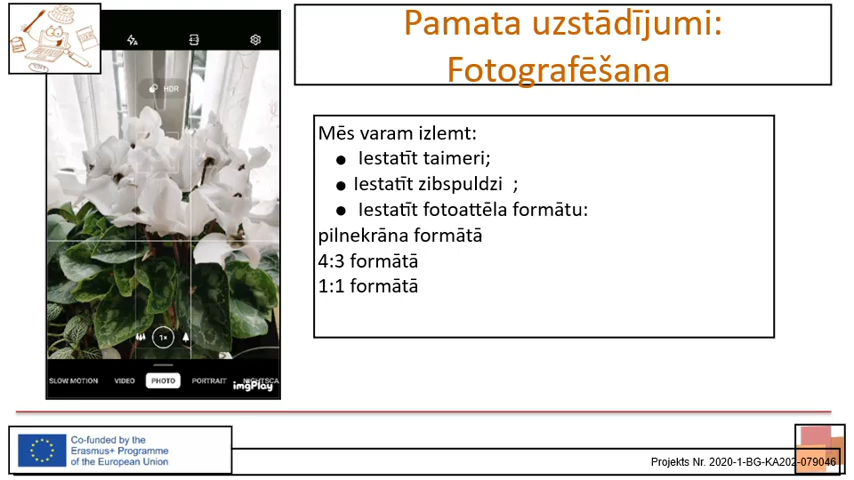 Pamata uzstādījumi:
Fotografēšana
HDR
1×
SLOW MOTION VIDEO PHOTO PORTRAIT NIGHTSCA
imgPlay
Mēs varam izlemt:
● Iestatīt taimeri;
● Iestatīt zibspuldzi ;
● Iestatīt fotoattēla formātu:
pilnekrāna formātā
4:3 formātā
1:1 formātā
Co-funded by the
Erasmus+ Programme
of the European Union
Projekts Nr. 2020-1-BG-KA202-079046